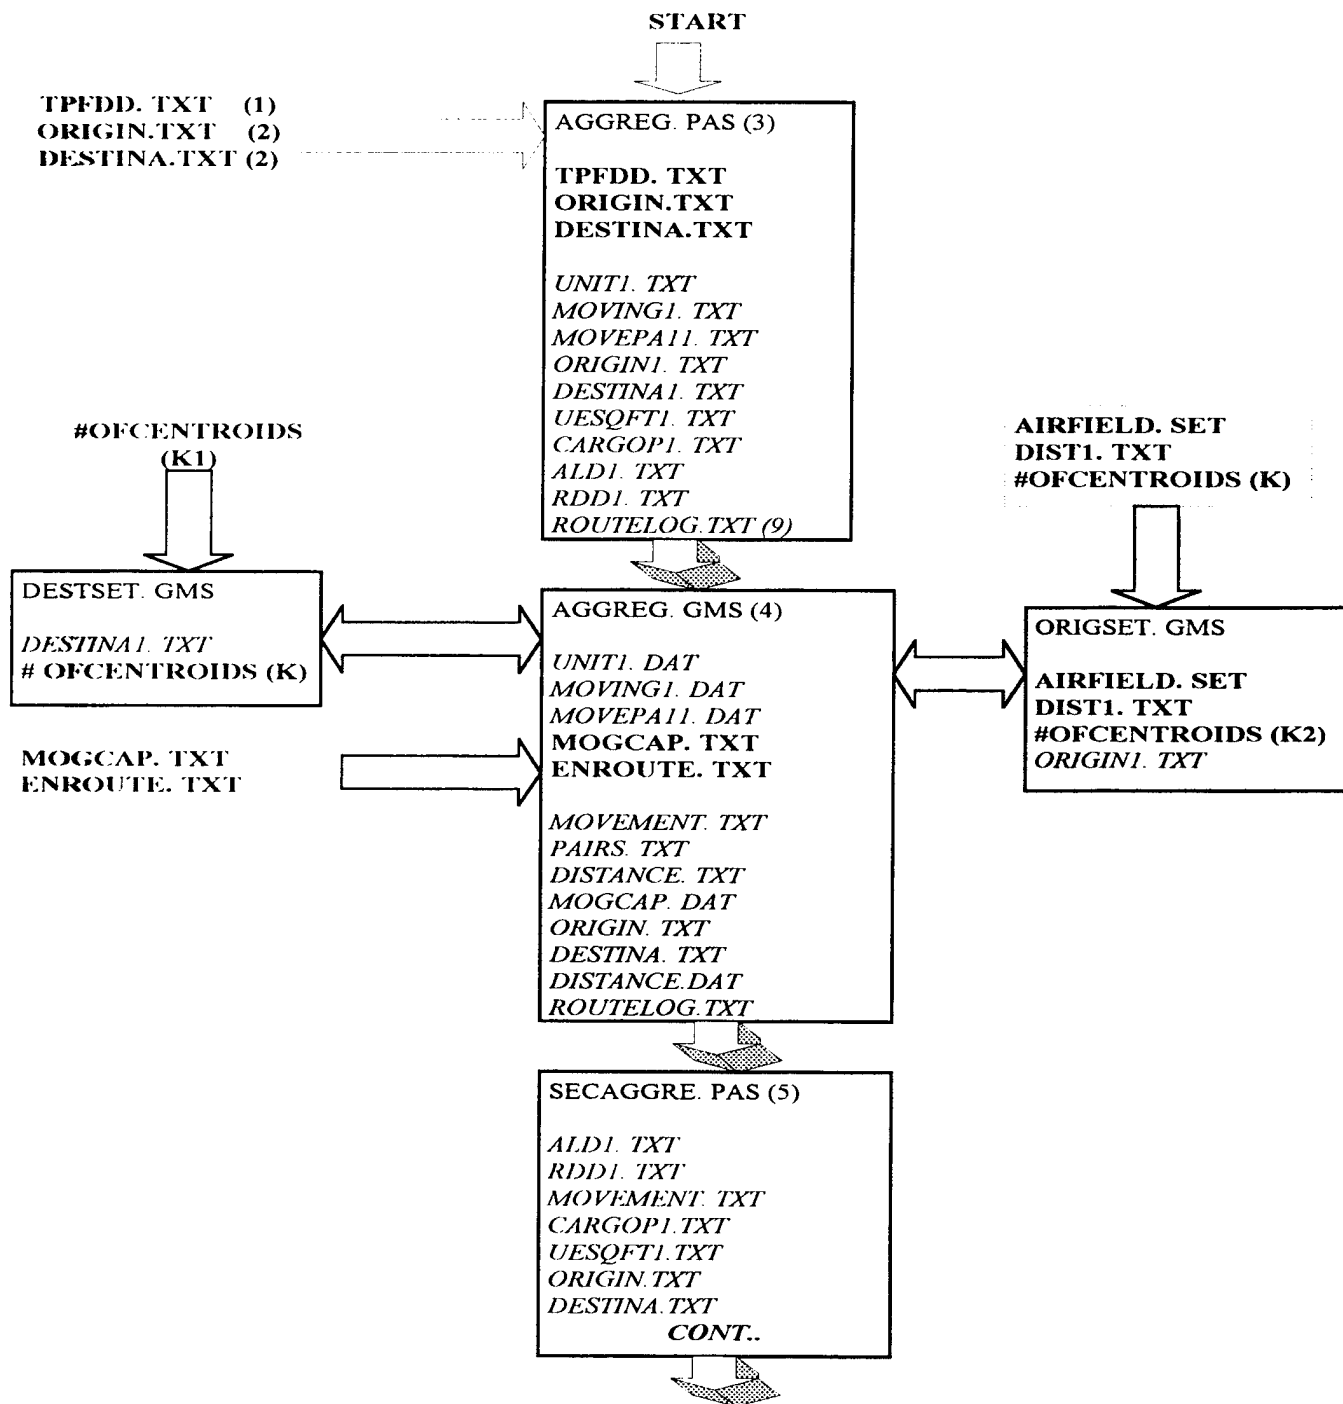 START
TPFDD. TXT (1)
ORIGIN.TXT (2)
DESTINA.TXT (2)
AGGREG. PAS (3)
TPFDD. TXT
ORIGIN.TXT
DESTINA.TXT
UNIT1. TXT
MOVING1. TXT
MOVEPA11. TXT
ORIGIN1. TXT
DESTINA1. TXT
UESQFT1. TXT
CARGOP1. TXT
ALD1. TXT
RDD1. TXT
ROUTELOG.TXT (9)
#OFCENTROIDS
(K1)
AIRFIELD. SET
DIST1. TXT
#OFCENTROIDS (K)
DESTSET. GMS
DESTINA1. TXT
# OFCENTROIDS (K)
MOGCAP. TXT
ENROUTE. TXT
AGGREG. GMS (4)
UNIT1. DAT
MOVING1. DAT
MOVEPA11. DAT
MOGCAP. TXT
ENROUTE. TXT
MOVEMENT. TXT
PAIRS. TXT
DISTANCE. TXT
MOGCAP. DAT
ORIGIN. TXT
DESTINA. TXT
DISTANCE.DAT
ROUTELOG.TXT
ORIGSET. GMS
AIRFIELD. SET
DIST1. TXT
#OFCENTROIDS (K2)
ORIGIN1. TXT
SECAGGRE. PAS (5)
ALD1. TXT
RDD1. TXT
MOVEMENT. TXT
CARGOP1.TXT
UESQFT1.TXT
ORIGIN.TXT
DESTINA.TXT
CONT..